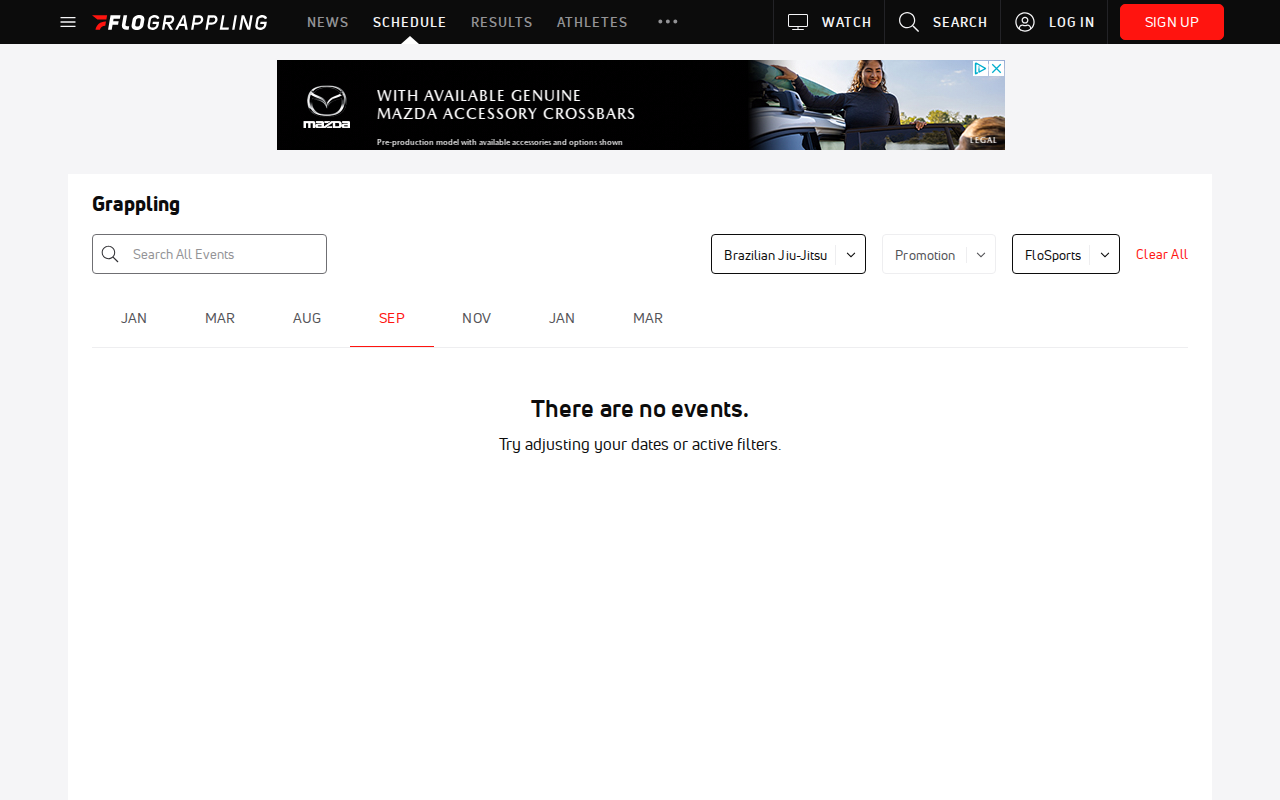 FLOGRAPPLING
NEWS
SCHEDULE
RESULTS
ATHLETES
WATCH
SEARCH
LOG IN
SIGN UP
mazda
WITH AVAILABLE GENUINE
MAZDA ACCESSORY CROSSBARS
Pre-production model with available accessories and options shown
LEGAL
Grappling
Search All Events
Brazilian Jiu-Jitsu
Promotion
FloSports
Clear All
JAN
MAR
AUG
SEP
NOV
JAN
MAR
There are no events.
Try adjusting your dates or active filters.